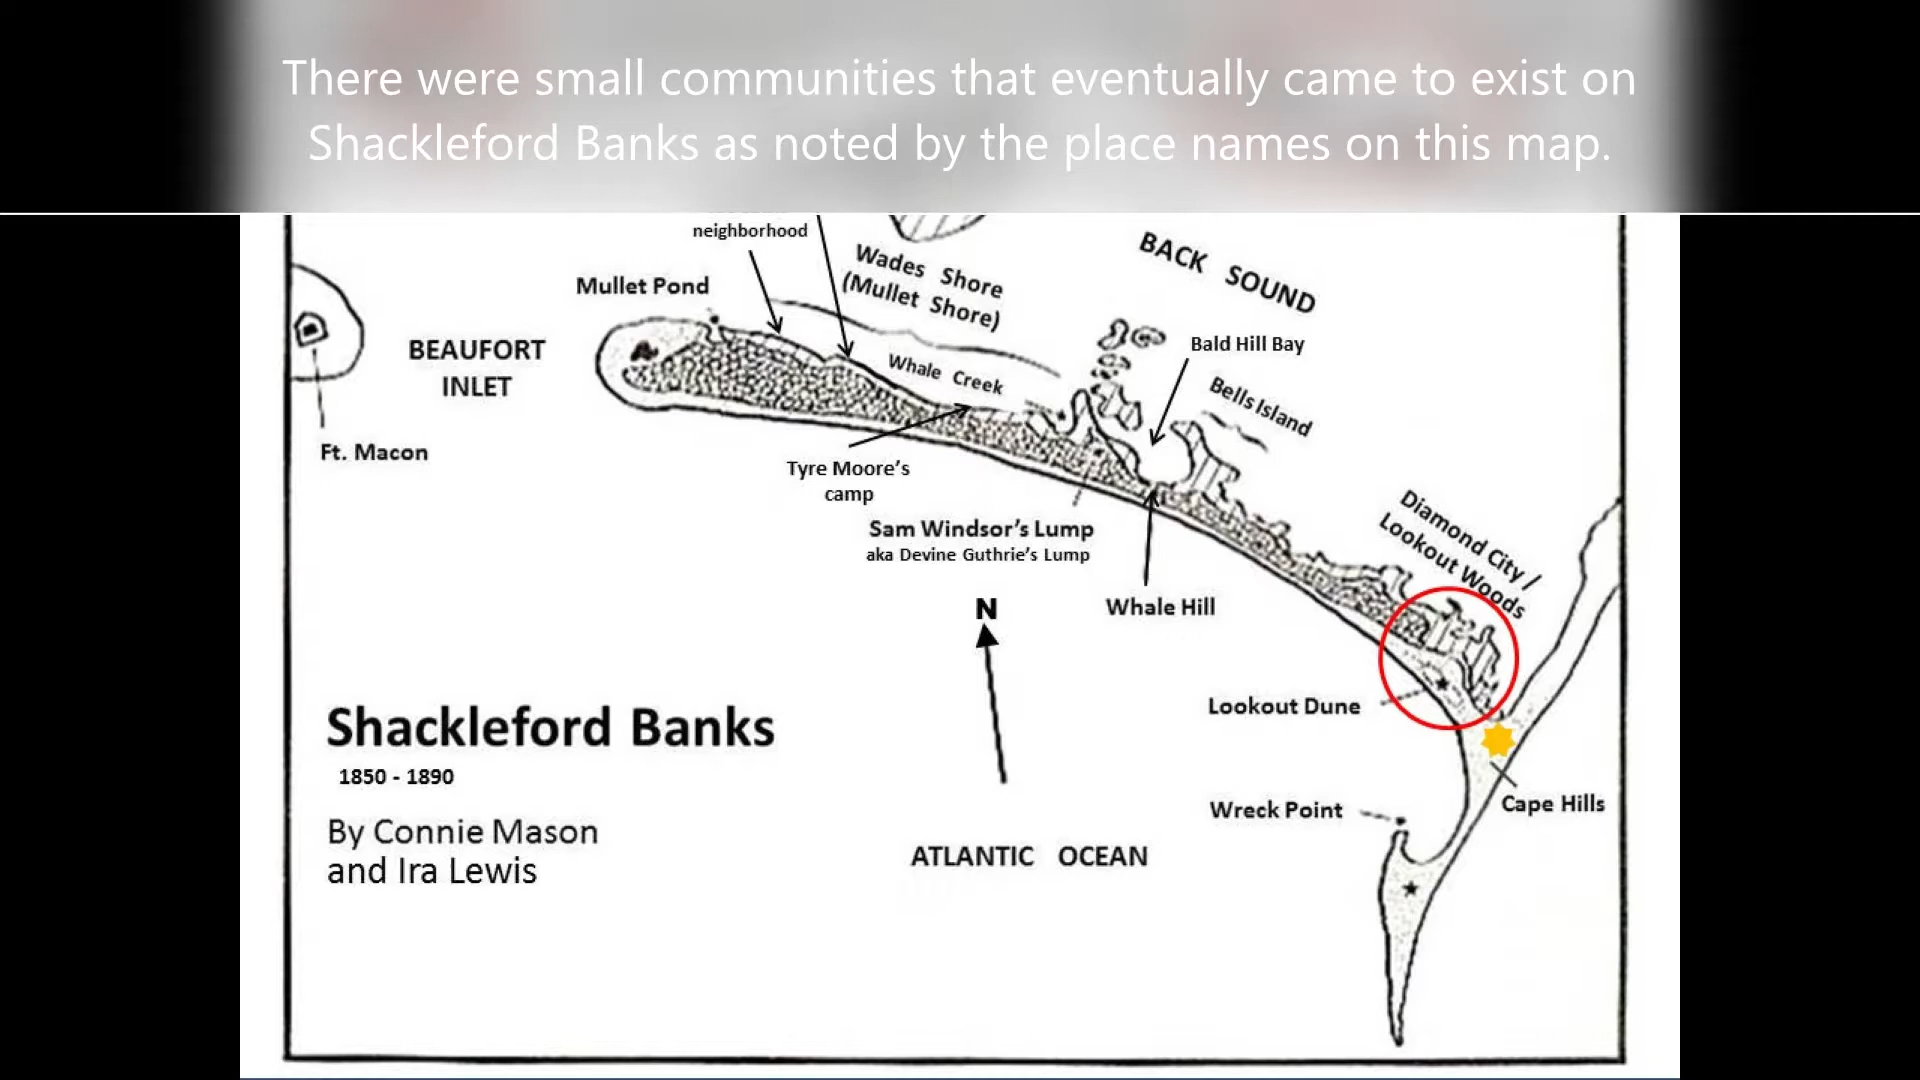 There were small communities that eventually came to exist on
Shackleford Banks as noted by the place names on this map.
neighborhood
Mullet Pond
Wades Shore
(Mullet Shore)
BACK SOUND
BEAUFORT
INLET
Whale Creek
Bald Hill Bay
Bells Island
Ft. Macon
Tyre Moore's
camp
Sam Windsor's Lump
aka Devine Guthrie's Lump
Diamond City /
Lookout Woods
N
Whale Hill
Lookout Dune
Shackleford Banks
1850 - 1890
Wreck Point
Cape Hills
By Connie Mason
and Ira Lewis
ATLANTIC OCEAN